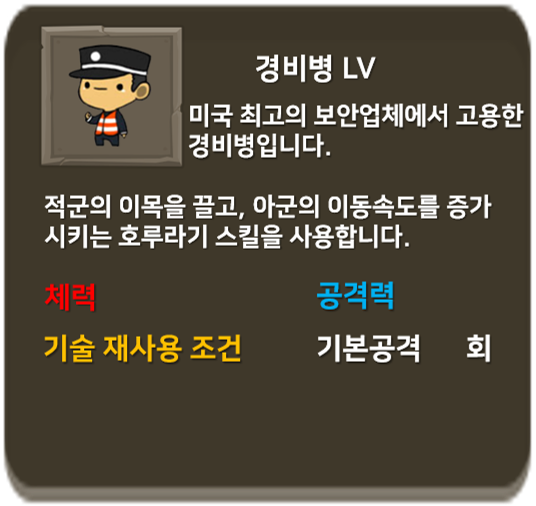 경비병 LV
미국 최고의 보안업체에서 고용한
경비병입니다.
적군의 이목을 끌고, 아군의 이동속도를 증가
시키는 호루라기 스킬을 사용합니다.
체력 공격력
기술 재사용 조건 기본공격 회